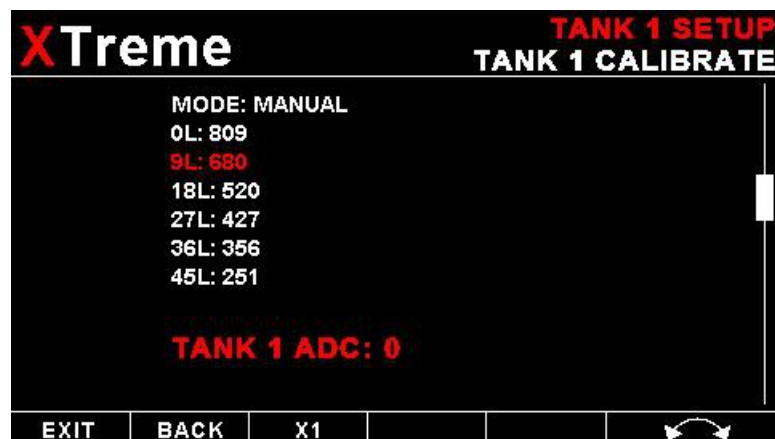 XTreme
TANK 1 SETUP
TANK 1 CALIBRATE
MODE: MANUAL
0L: 809
9L: 680
18L: 520
27L: 427
36L: 356
45L: 251
TANK 1 ADC: 0
EXIT BACK X1